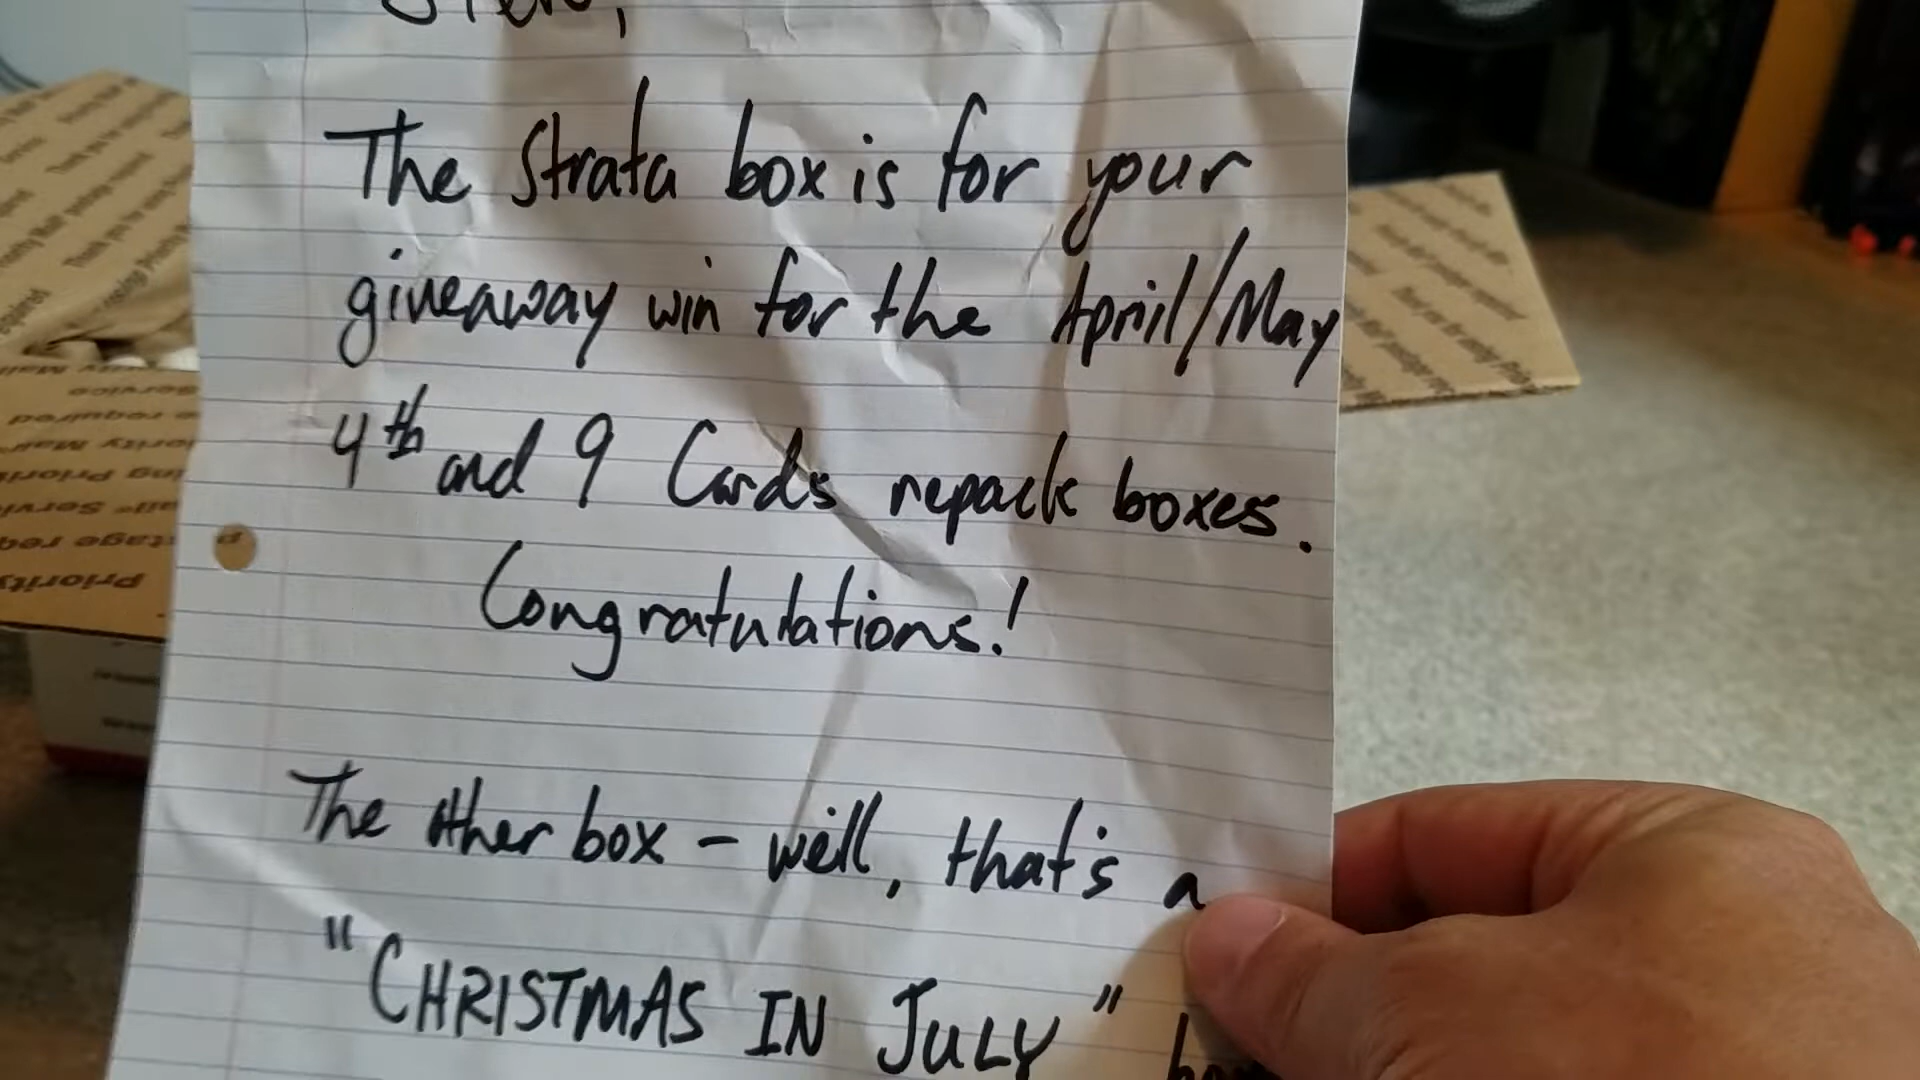 The Strata box is for your
giveaway win for the April/May
4th and 9 Cards repack boxes.
Congratulations!
The other box - well, that's a
"CHRISTMAS IN JULY"
Priority